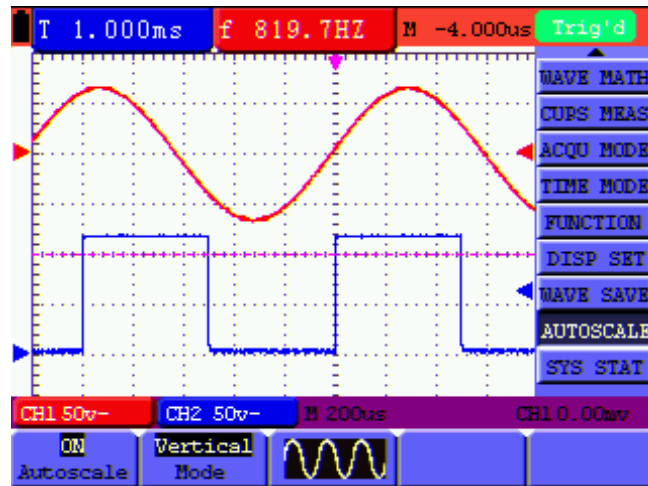 T 1.000ms f 819.7HZ M -4.000us Trig'd
WAVE MATH
CUPS MEAS
ACQU MODE
TIME MODE
FUNCTION
DISP SET
WAVE SAVE
AUTOSCALE
SYS STAT
CH1 50v~ CH2 50v~ M 200us CH1 0.00mv
ON
Autoscale
Vertical
Mode